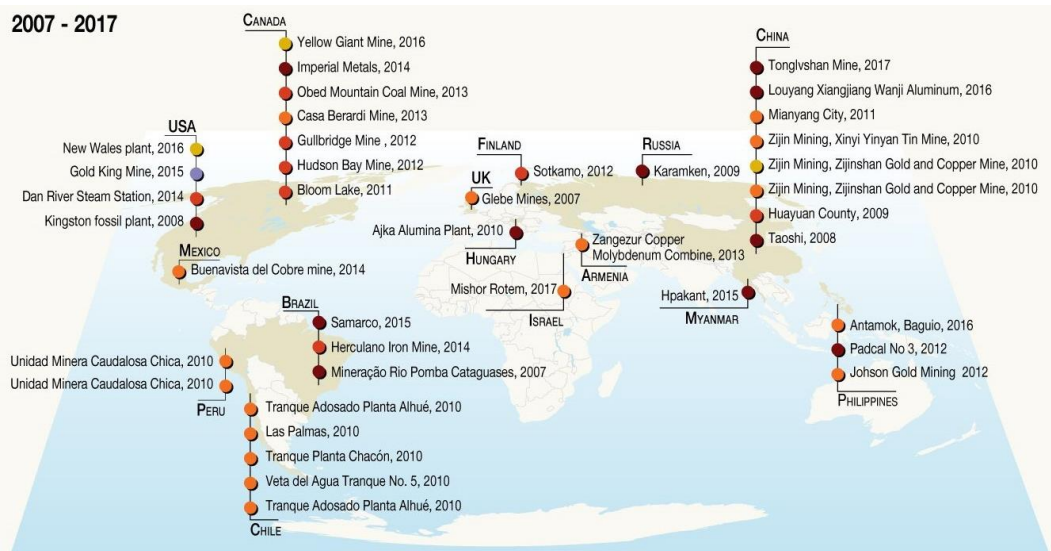 2007 - 2017
CANADA
Yellow Giant Mine, 2016
Imperial Metals, 2014
Obed Mountain Coal Mine, 2013
Casa Berardi Mine, 2013
Gullbridge Mine , 2012
Hudson Bay Mine, 2012
Bloom Lake, 2011
USA
New Wales plant, 2016
Gold King Mine, 2015
Dan River Steam Station, 2014
Kingston fossil plant, 2008
MEXICO
Buenavista del Cobre mine, 2014
BRAZIL
Samarco, 2015
Herculano Iron Mine, 2014
Mineração Rio Pomba Cataguases, 2007
Unidad Minera Caudalosa Chica, 2010
Unidad Minera Caudalosa Chica, 2010
PERU
Tranque Adosado Planta Alhué, 2010
Las Palmas, 2010
Tranque Planta Chacón, 2010
Veta del Agua Tranque No. 5, 2010
Tranque Adosado Planta Alhué, 2010
CHILE
FINLAND
Sotkamo, 2012
UK
Glebe Mines, 2007
Ajka Alumina Plant, 2010
HUNGARY
RUSSIA
Karamken, 2009
Zangezur Copper
Molybdenum Combine, 2013
ARMENIA
Mishor Rotem, 2017
ISRAEL
CHINA
Tonglvshan Mine, 2017
Louyang Xiangjiang Wanji Aluminum, 2016
Mianyang City, 2011
Zijin Mining, Xinyi Yinyan Tin Mine, 2010
Zijin Mining, Zijinshan Gold and Copper Mine, 2010
Zijin Mining, Zijinshan Gold and Copper Mine, 2010
Huayuan County, 2009
Taoshi, 2008
Hpakant, 2015
MYANMAR
Antamok, Baguio, 2016
Padcal No 3, 2012
Johson Gold Mining 2012
PHILIPPINES